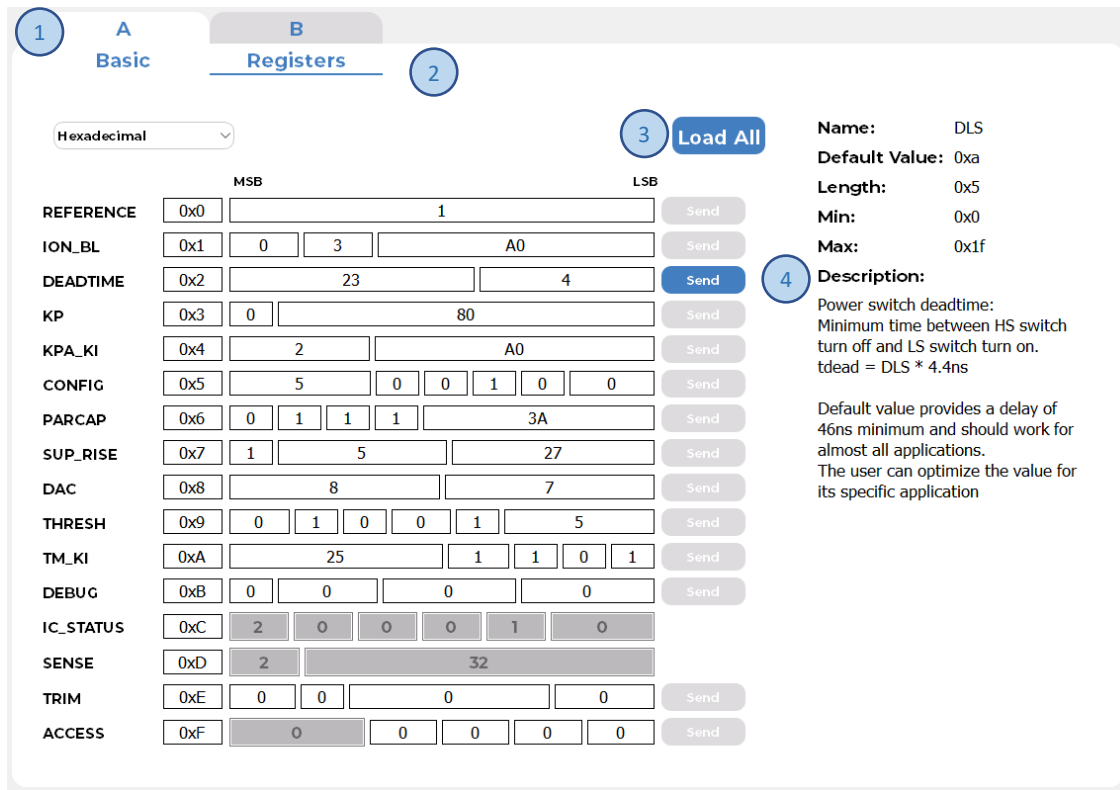 1
A
B
Basic
Registers
2
Hexadecimal
3
Load All
MSB
LSB
REFERENCE 0x0 1 Send
ION_BL 0x1 0 3 A0 Send
DEADTIME 0x2 23 4 Send
KP 0x3 0 80 Send
KPA_KI 0x4 2 A0 Send
CONFIG 0x5 5 0 0 1 0 0 Send
PARCAP 0x6 0 1 1 1 3A Send
SUP_RISE 0x7 1 5 27 Send
DAC 0x8 8 7 Send
THRESH 0x9 0 1 0 0 1 5 Send
TM_KI 0xA 25 1 1 0 1 Send
DEBUG 0xB 0 0 0 0 Send
IC_STATUS 0xC 2 0 0 0 1 0
SENSE 0xD 2 32
TRIM 0xE 0 0 0 0 Send
ACCESS 0xF 0 0 0 0 0 Send
Name: DLS
Default Value: 0xa
Length: 0x5
Min: 0x0
Max: 0x1f
4
Description:
Power switch deadtime:
Minimum time between HS switch
turn off and LS switch turn on.
tdead = DLS * 4.4ns
Default value provides a delay of
46ns minimum and should work for
almost all applications.
The user can optimize the value for
its specific application